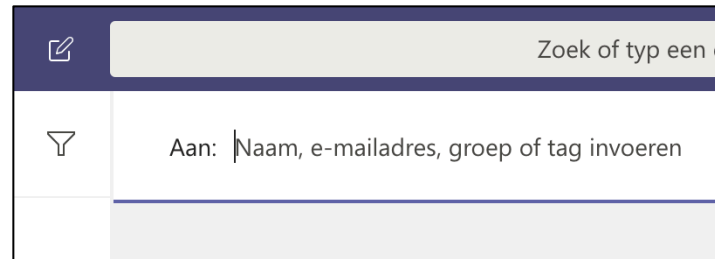 Zoek of typ een
Aan: Naam, e-mailadres, groep of tag invoeren